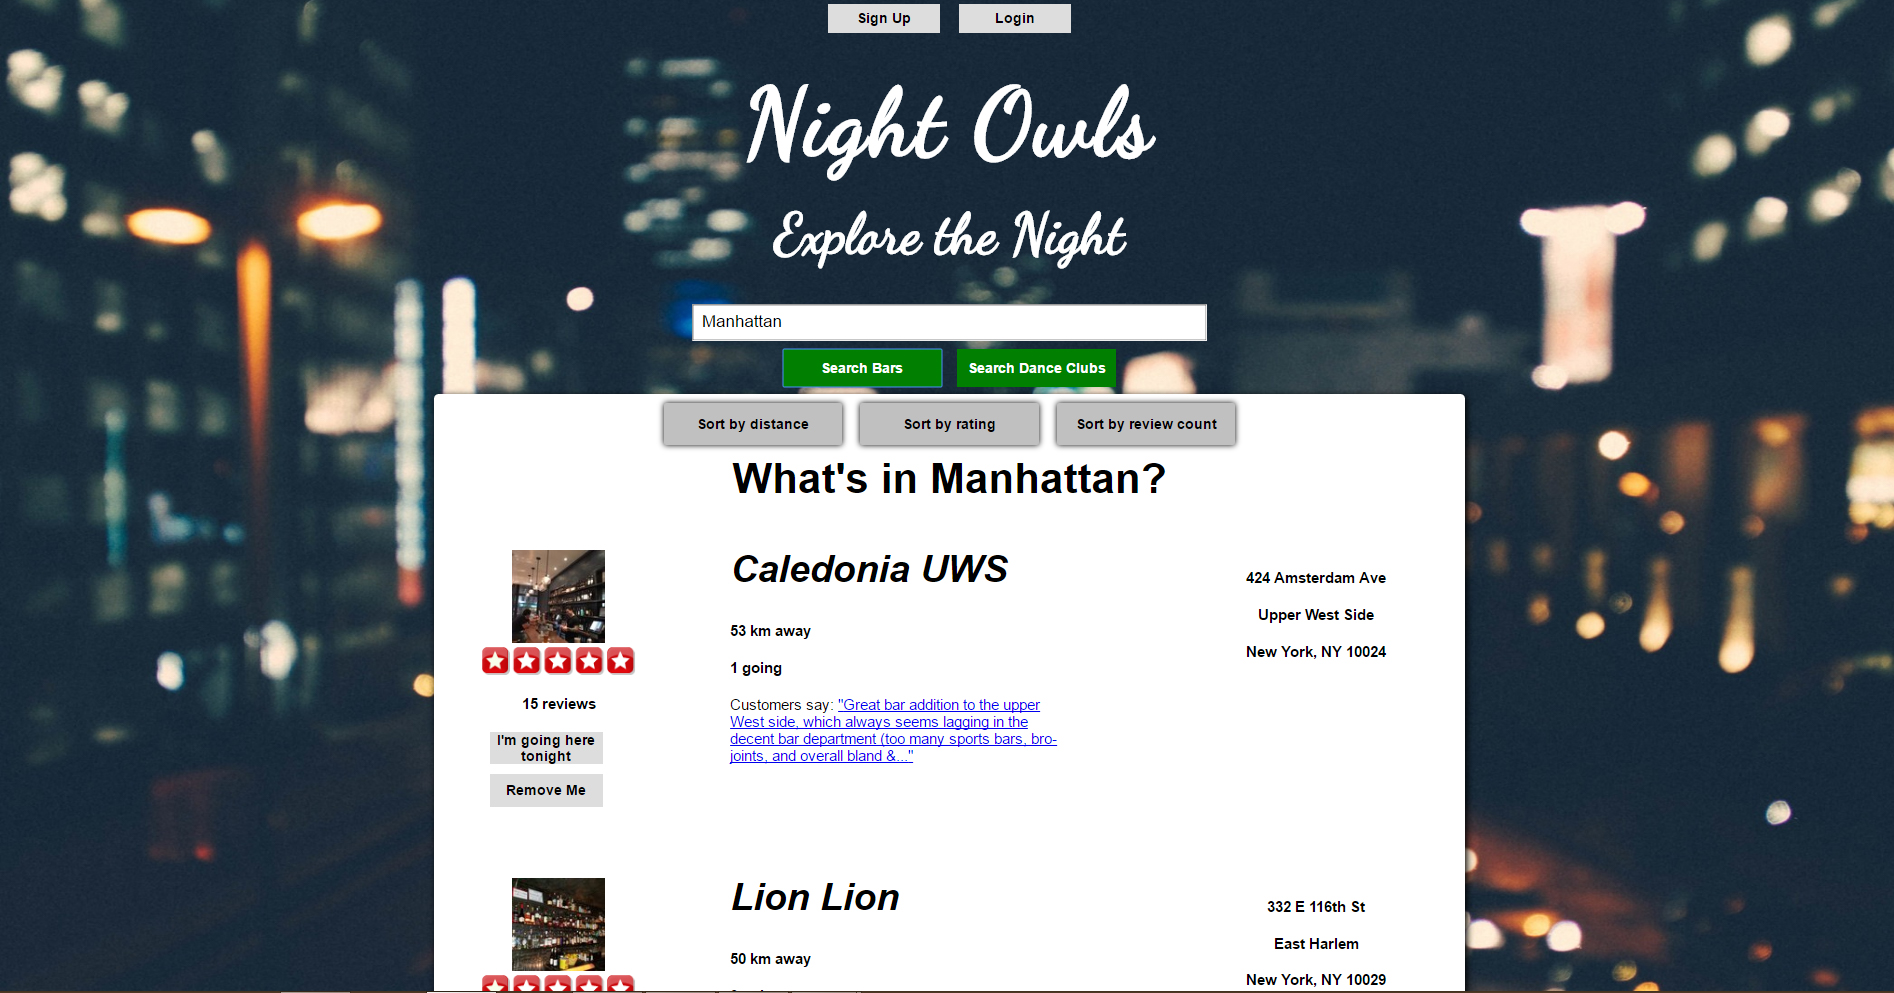 Sign Up Login
Night Owls
Explore the Night
Manhattan
Search Bars Search Dance Clubs
Sort by distance Sort by rating Sort by review count
What's in Manhattan?
Caledonia UWS
53 km away
1 going
Customers say: "Great bar addition to the upper
West side, which always seems lagging in the
decent bar department (too many sports bars, bro-
joints, and overall bland &..."
424 Amsterdam Ave
Upper West Side
New York, NY 10024
15 reviews
I'm going here
tonight
Remove Me
Lion Lion
50 km away
332 E 116th St
East Harlem
New York, NY 10029